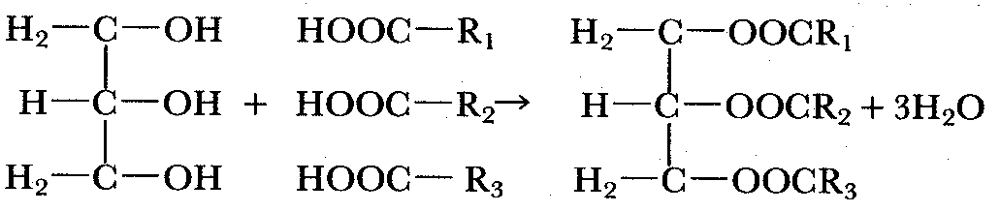 H₂—C—OH HOOC—R₁ H₂—C—OOCR₁
H—C—OH + HOOC—R₂→ H—C—OOCR₂ + 3H₂O
H₂—C—OH HOOC—R₃ H₂—C—OOCR₃